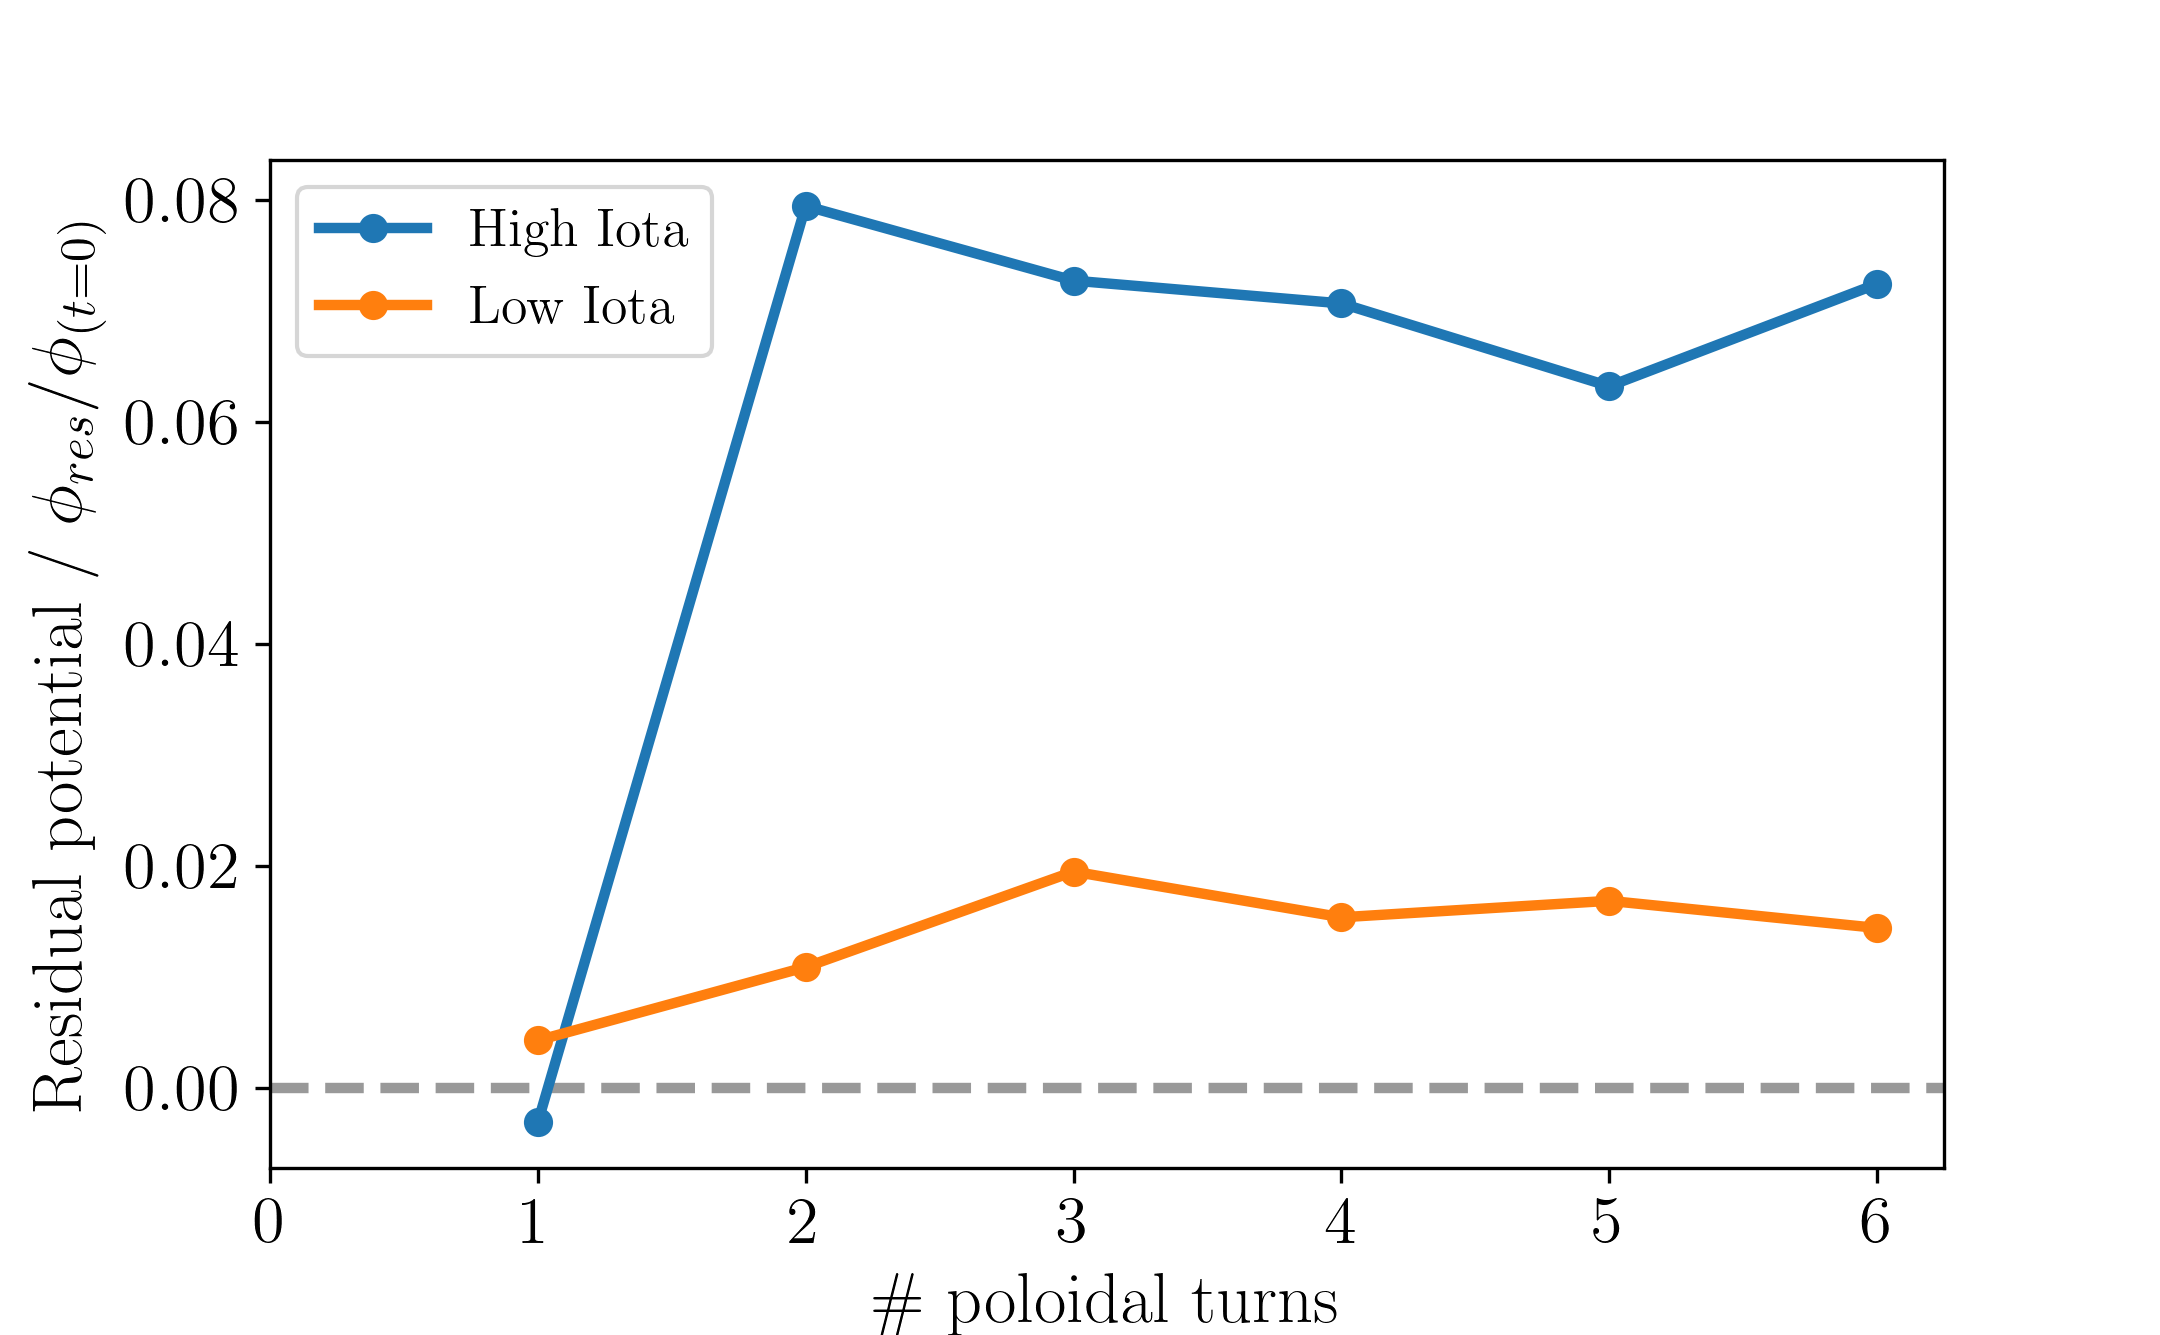 High Iota
Low Iota
Residual potential / ϕres/ϕ(t=0)
0.08
0.06
0.04
0.02
0.00
0 1 2 3 4 5 6
# poloidal turns